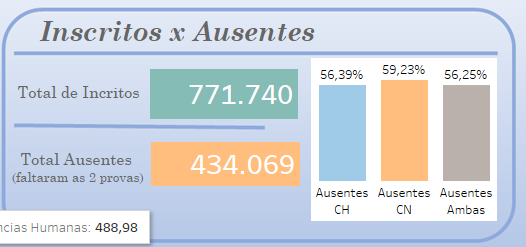 Inscritos x Ausentes
Total de Incritos
771.740
Total Ausentes
(faltaram as 2 provas)
434.069
56,39%
59,23%
56,25%
Ausentes CH
Ausentes CN
Ausentes Ambas
ncias Humanas: 488,98